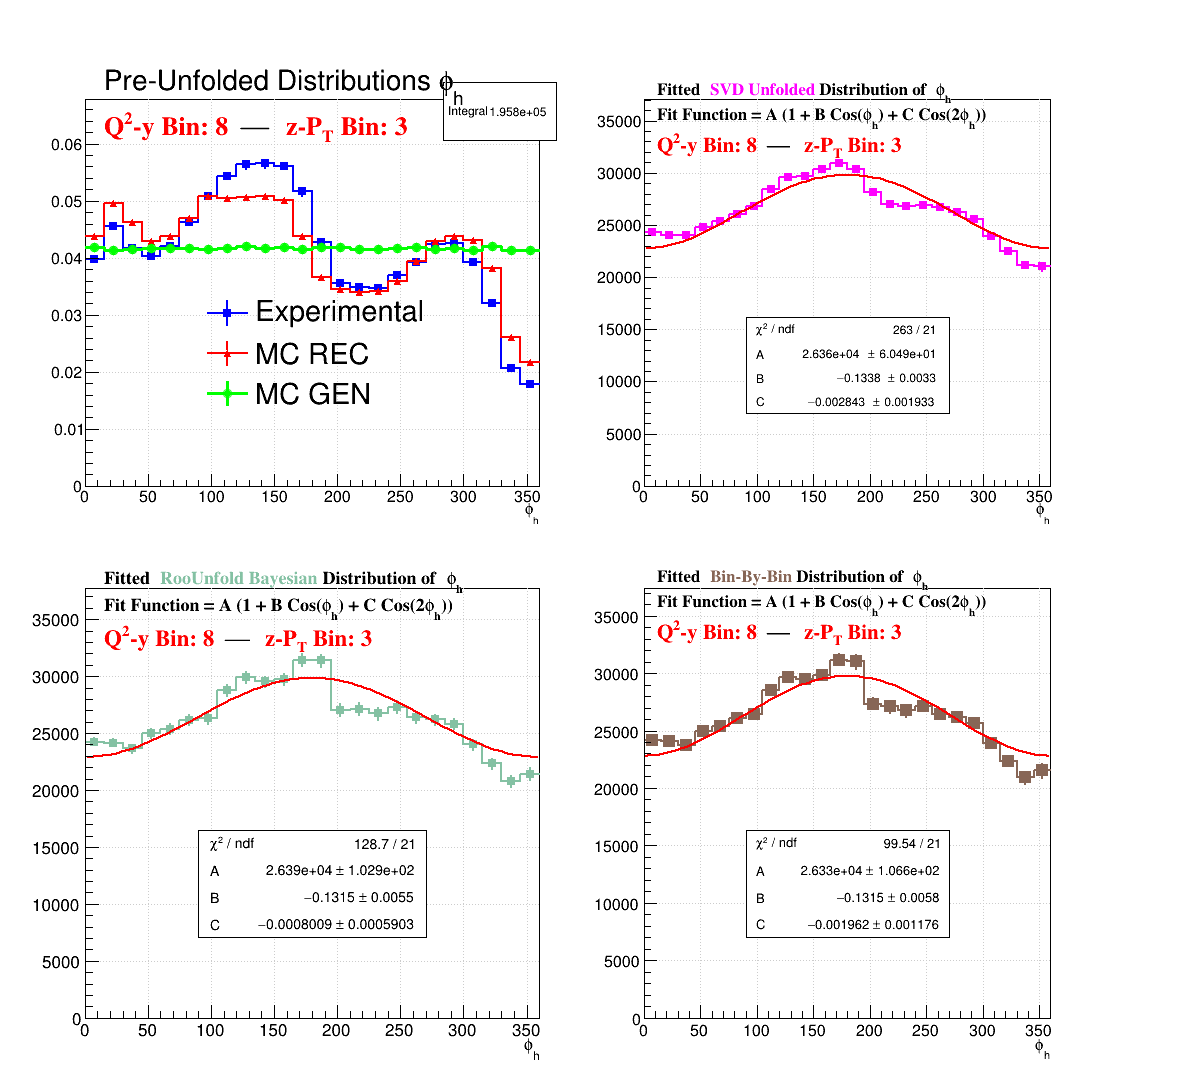 Pre-Unfolded Distributions ϕh
Integral 1.958e+05
Q²-y Bin: 8 — z-PT Bin: 3
0.06
0.05
0.04
0.03
0.02
0.01
0
Experimental
MC REC
MC GEN
0 50 100 150 200 250 300 350
ϕh
Fitted SVD Unfolded Distribution of ϕh
Fit Function = A (1 + B Cos(ϕh) + C Cos(2ϕh))
Q²-y Bin: 8 — z-PT Bin: 3
35000
30000
25000
20000
15000
10000
5000
0
χ² / ndf 263 / 21
A 2.636e+04 ± 6.049e+01
B −0.1338 ± 0.0033
C −0.002843 ± 0.001933
0 50 100 150 200 250 300 350
ϕh
Fitted RooUnfold Bayesian Distribution of ϕh
Fit Function = A (1 + B Cos(ϕh) + C Cos(2ϕh))
Q²-y Bin: 8 — z-PT Bin: 3
35000
30000
25000
20000
15000
10000
5000
0
χ² / ndf 128.7 / 21
A 2.639e+04 ± 1.029e+02
B −0.1315 ± 0.0055
C −0.0008009 ± 0.0005903
0 50 100 150 200 250 300 350
ϕh
Fitted Bin-By-Bin Distribution of ϕh
Fit Function = A (1 + B Cos(ϕh) + C Cos(2ϕh))
Q²-y Bin: 8 — z-PT Bin: 3
35000
30000
25000
20000
15000
10000
5000
0
χ² / ndf 99.54 / 21
A 2.633e+04 ± 1.066e+02
B −0.1315 ± 0.0058
C −0.001962 ± 0.001176
0 50 100 150 200 250 300 350
ϕh